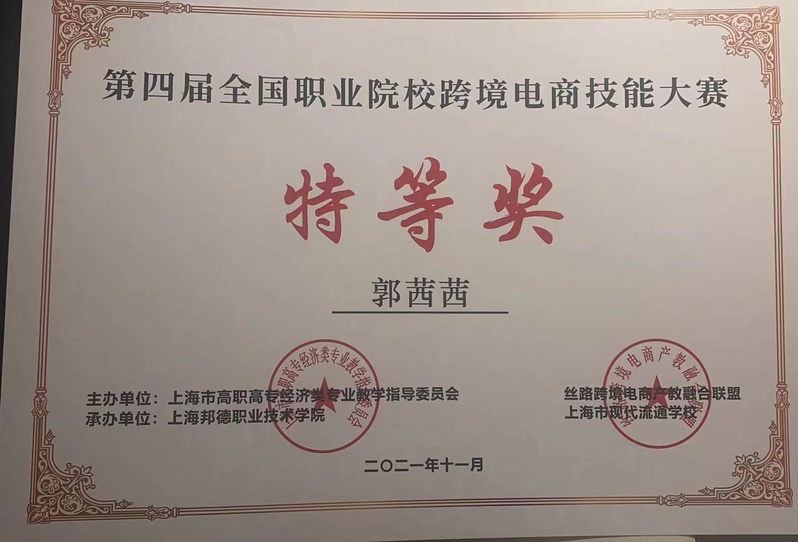 第四届全国职业院校跨境电商技能大赛
特等奖
郭茜茜
主办单位：上海市高职高专经济类专业教学指导委员会 丝路跨境电商产教融合联盟
承办单位：上海邦德职业技术学院 上海市现代流通学校
二〇二一年十一月